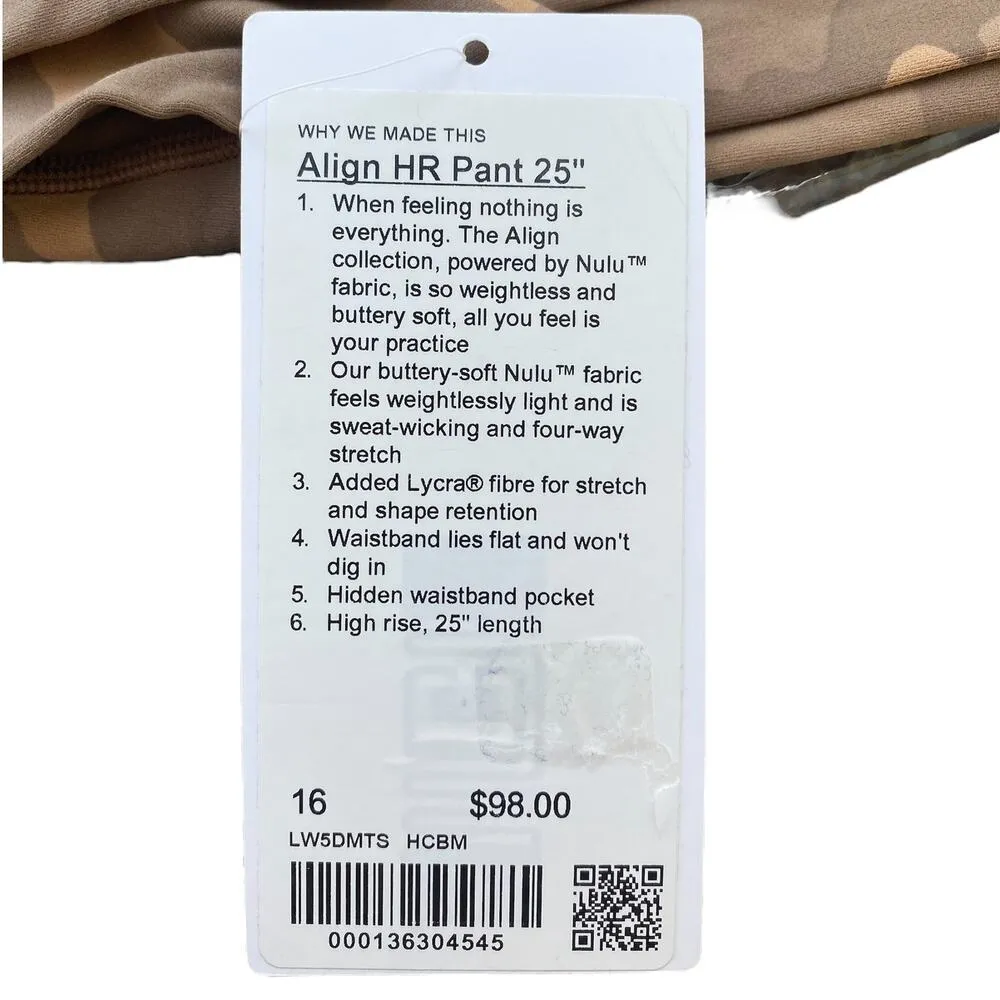 WHY WE MADE THIS
Align HR Pant 25"
1. When feeling nothing is
everything. The Align
collection, powered by Nulu™
fabric, is so weightless and
buttery soft, all you feel is
your practice
2. Our buttery-soft Nulu™ fabric
feels weightlessly light and is
sweat-wicking and four-way
stretch
3. Added Lycra® fibre for stretch
and shape retention
4. Waistband lies flat and won't
dig in
5. Hidden waistband pocket
6. High rise, 25" length
16 $98.00
LW5DMTS HCBM
000136304545